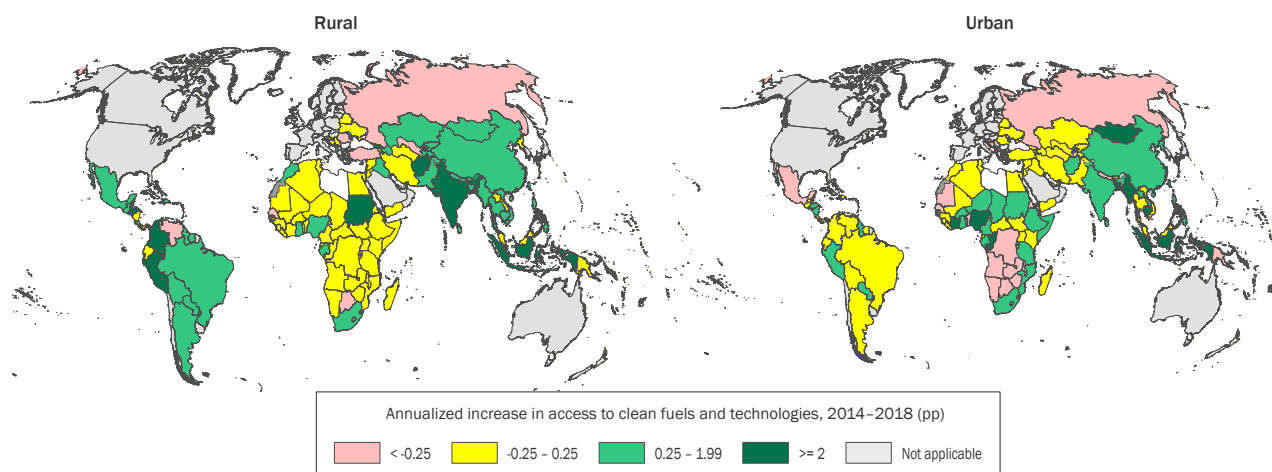 Rural
Urban
Annualized increase in access to clean fuels and technologies, 2014–2018 (pp)
< -0.25
-0.25 – 0.25
0.25 – 1.99
>= 2
Not applicable